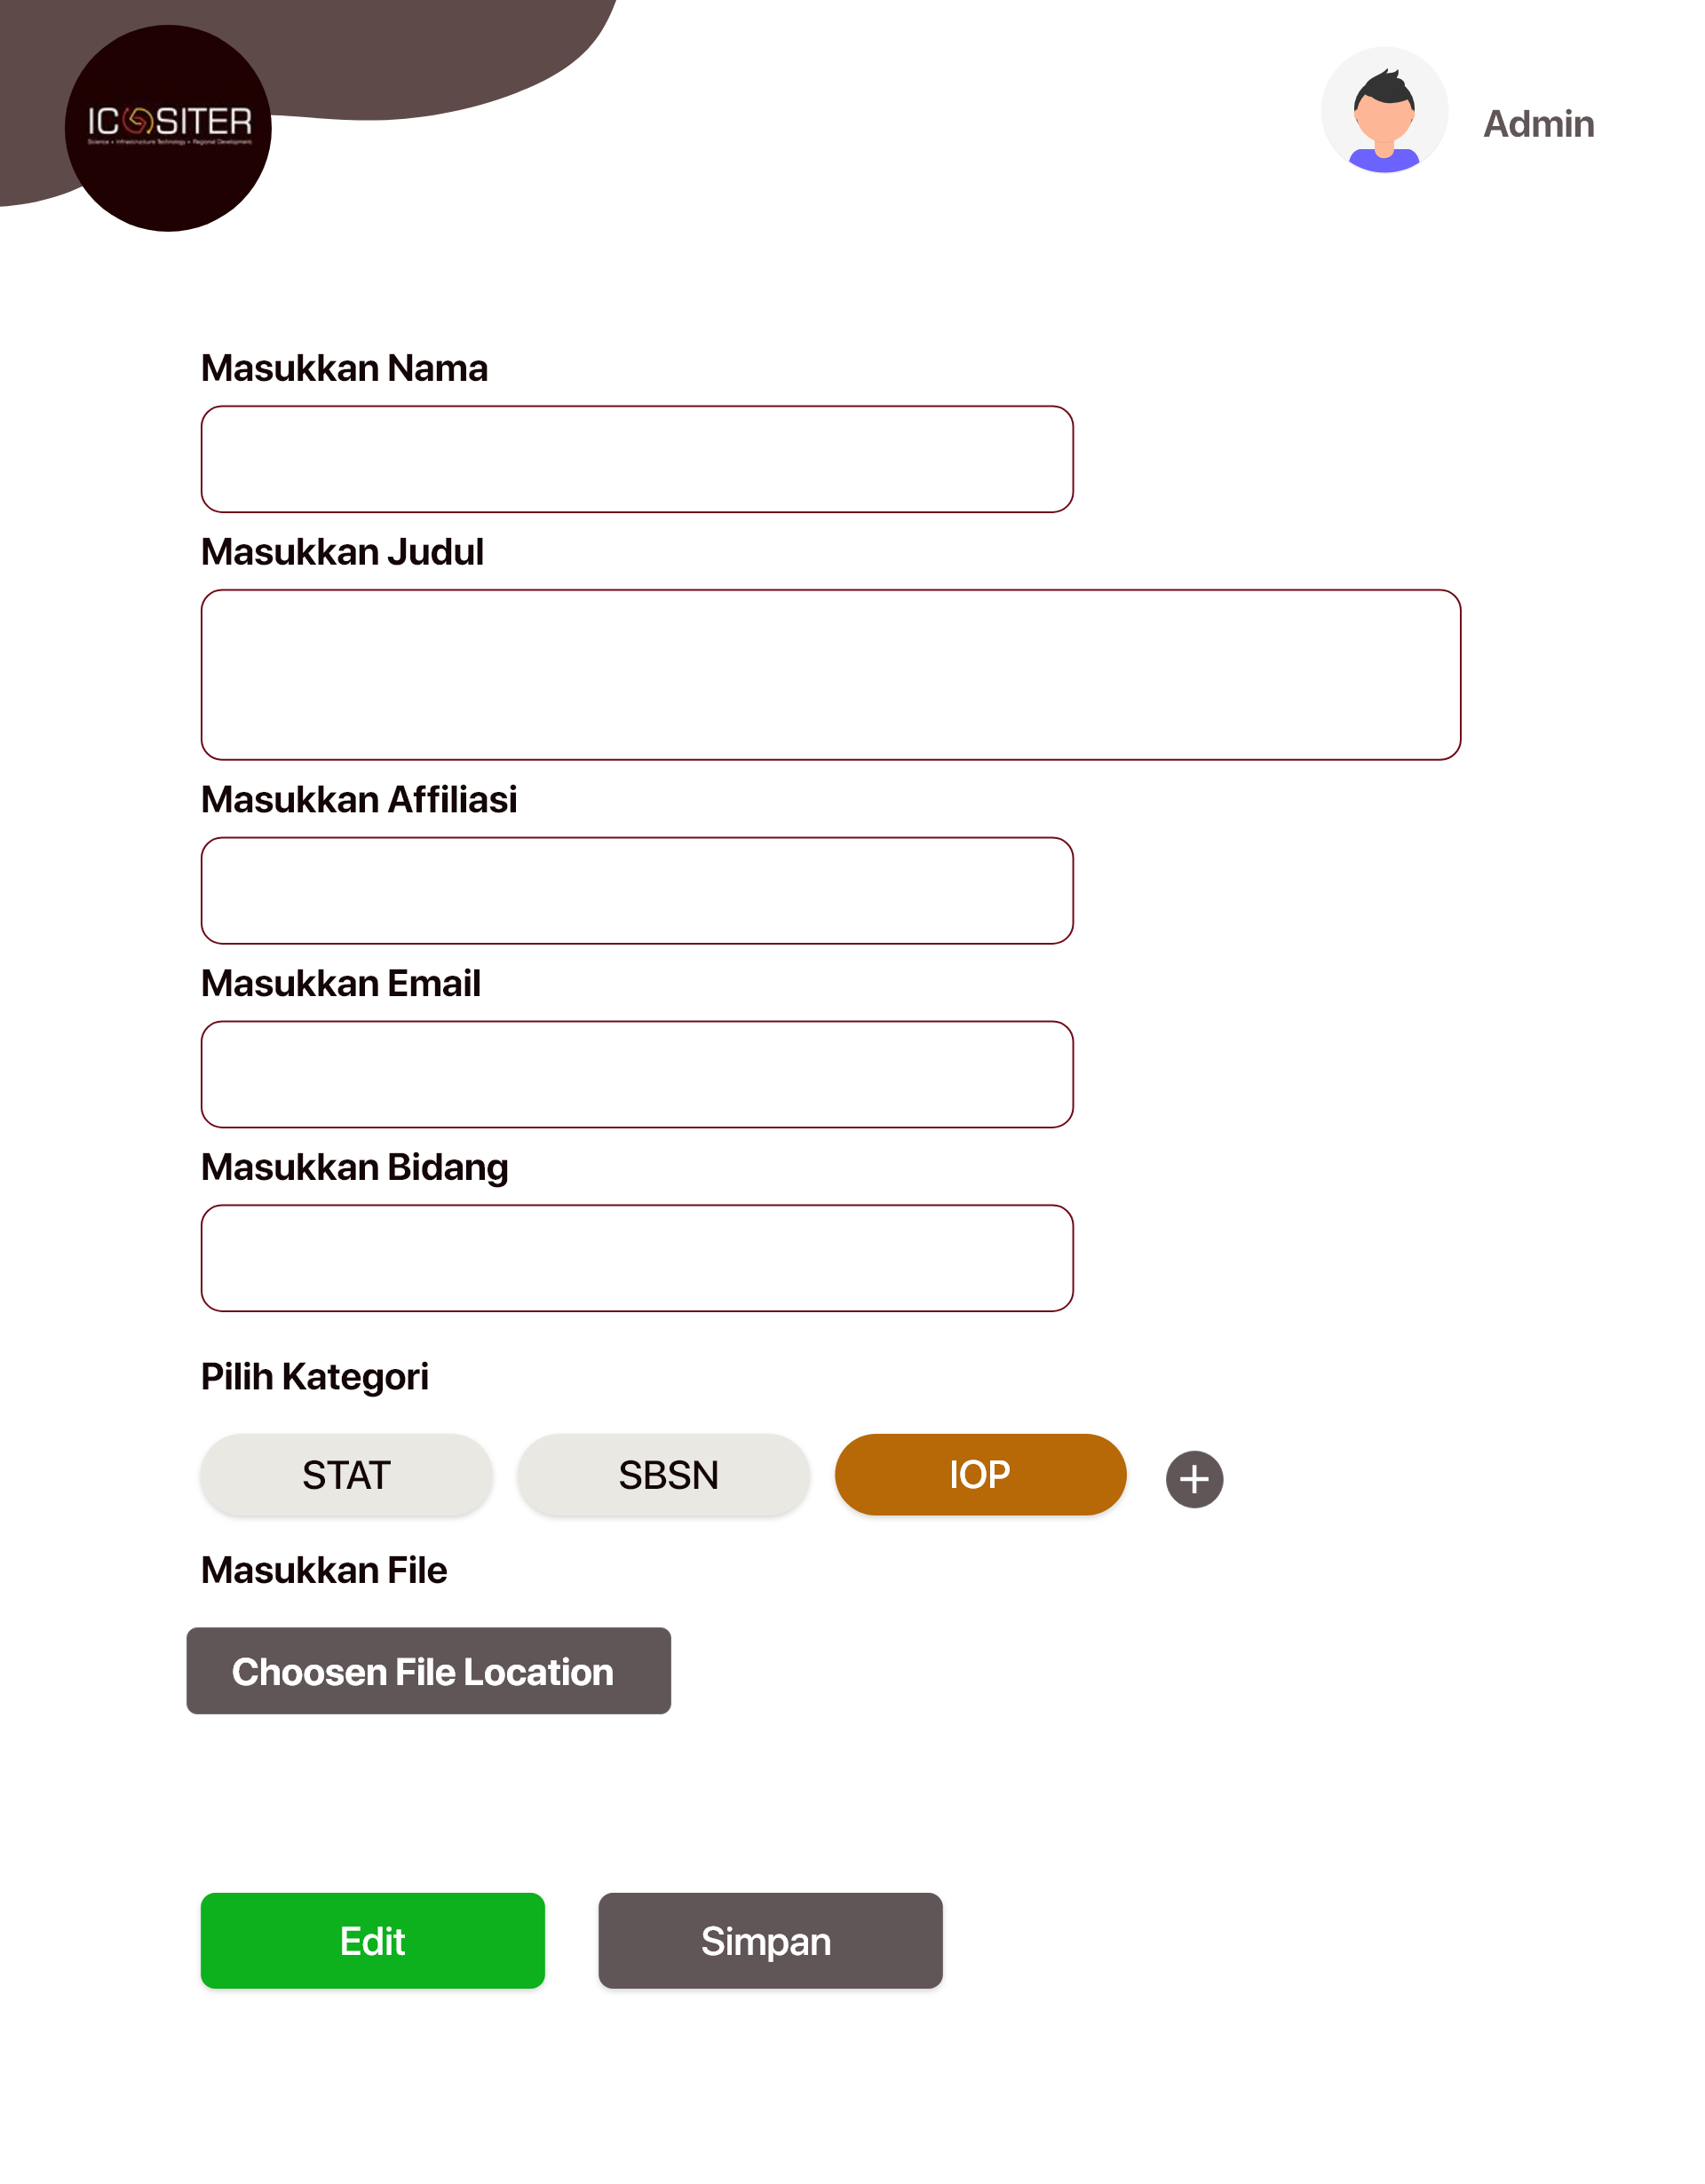 ICOSITER
Science • Infrastructure Technology • Regional Development
Admin
Masukkan Nama
Masukkan Judul
Masukkan Affiliasi
Masukkan Email
Masukkan Bidang
Pilih Kategori
STAT SBSN IOP +
Masukkan File
Choosen File Location
Edit Simpan